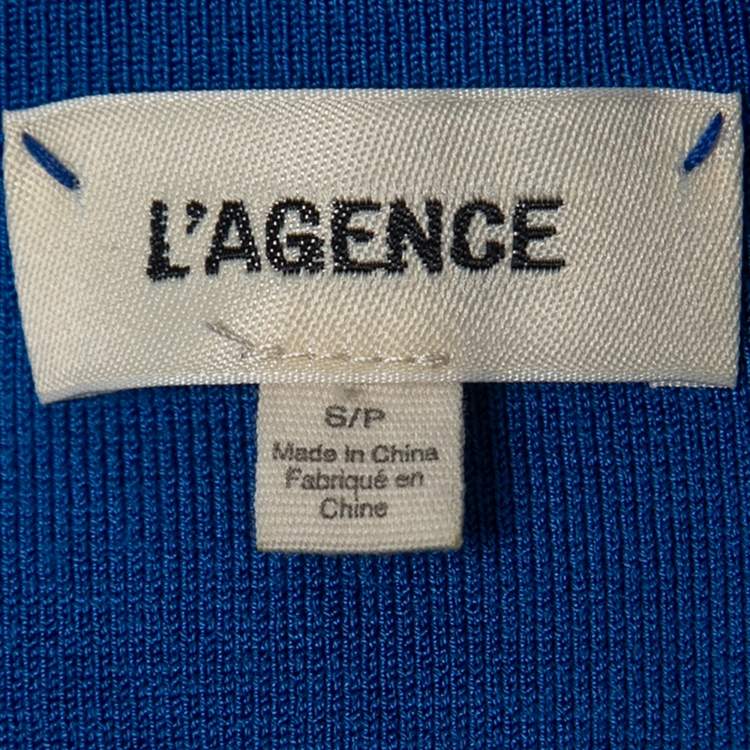 L'AGENCE
S/P
Made in China
Fabriqué en
Chine